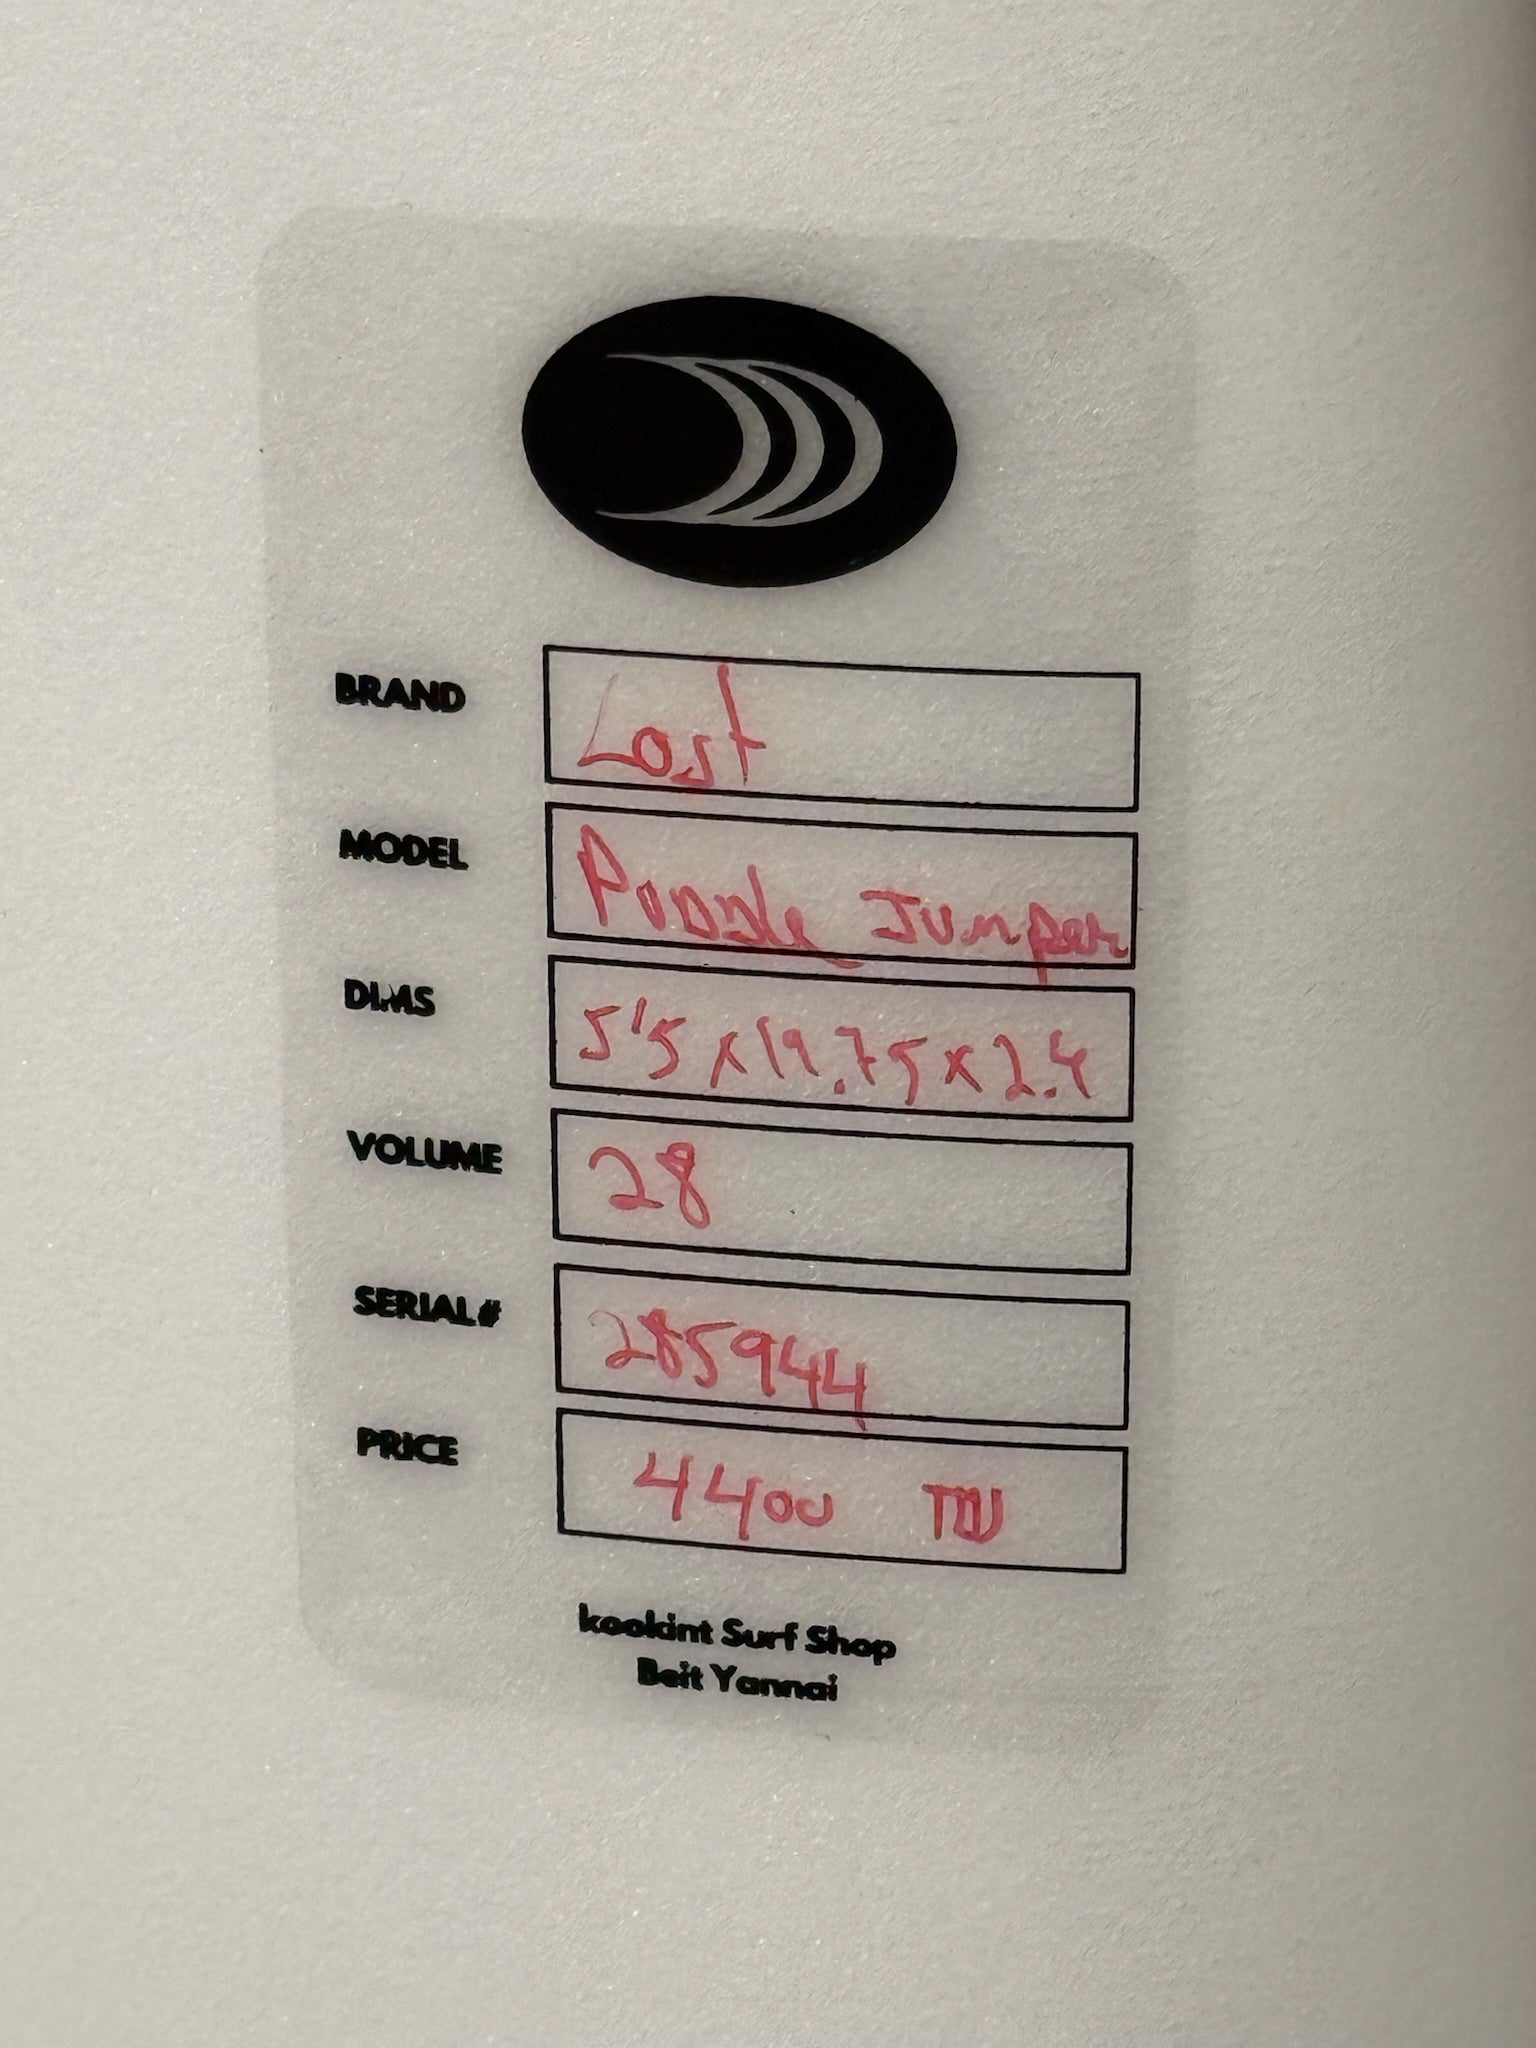 BRAND Lost
MODEL Puddle Jumper
DIMS 5'5 x 19.75 x 2.4
VOLUME 28
SERIAL# 285944
PRICE 4400
kookint Surf Shop
Beit Yannai